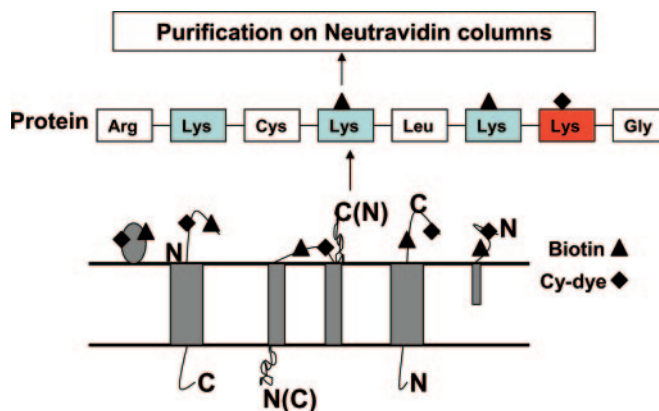 Purification on Neutravidin columns
Protein Arg Lys Cys Lys Leu Lys Lys Gly
C(N) C
N N
Biotin
Cy-dye
C N
N(C)